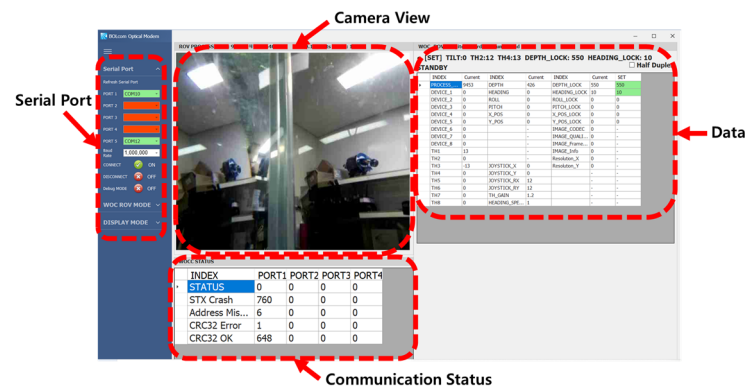 Camera View
WOCcomm Optical Modem
[SET] TILT:0 TH2:12 TH4:13 DEPTH_LOCK: 550 HEADING_LOCK: 10
STANDBY
Half Duplex
Serial Port
Refresh Serial Port
PORT 1 COM10
PORT 2
PORT 3
PORT 4
PORT 5 COM12
Baud Rate 1.000.000
CONNECT ON
DISCONNECT OFF
Debug MODE OFF
WOC ROV MODE
DISPLAY MODE
Serial Port
INDEX Current INDEX Current INDEX Current SET
PROCESS_... 9453 DEPTH 426 DEPTH_LOCK 550 550
DEVICE_1 0 HEADING 0 HEADING_LOCK 10 10
DEVICE_2 0 ROLL 0 ROLL_LOCK 0 0
DEVICE_3 0 PITCH 0 PITCH_LOCK 0 0
DEVICE_4 0 X_POS 0 X_POS_LOCK 0 0
DEVICE_5 0 Y_POS 0 Y_POS_LOCK 0 0
DEVICE_6 0 - IMAGE_CODEC 0 -
DEVICE_7 0 - IMAGE_QUALI... 0 -
DEVICE_8 0 - IMAGE_Frame... 0 -
TH1 13 - IMAGE_Info 0 -
TH2 0 - Resolution_X 0 -
TH3 -13 JOYSTICK_X 0 Resolution_Y 0 -
TH4 0 JOYSTICK_Y 0 - -
TH5 0 JOYSTICK_RX 12 - -
TH6 0 JOYSTICK_RY 12 - -
TH7 0 TH_GAIN 1.2 - -
TH8 0 HEADING_SPE... 1 - -
Data
WOCC STATUS
INDEX PORT1 PORT2 PORT3 PORT4
STATUS 0 0 0 0
STX Crash 760 0 0 0
Address Mis... 6 0 0 0
CRC32 Error 1 0 0 0
CRC32 OK 648 0 0 0
Communication Status